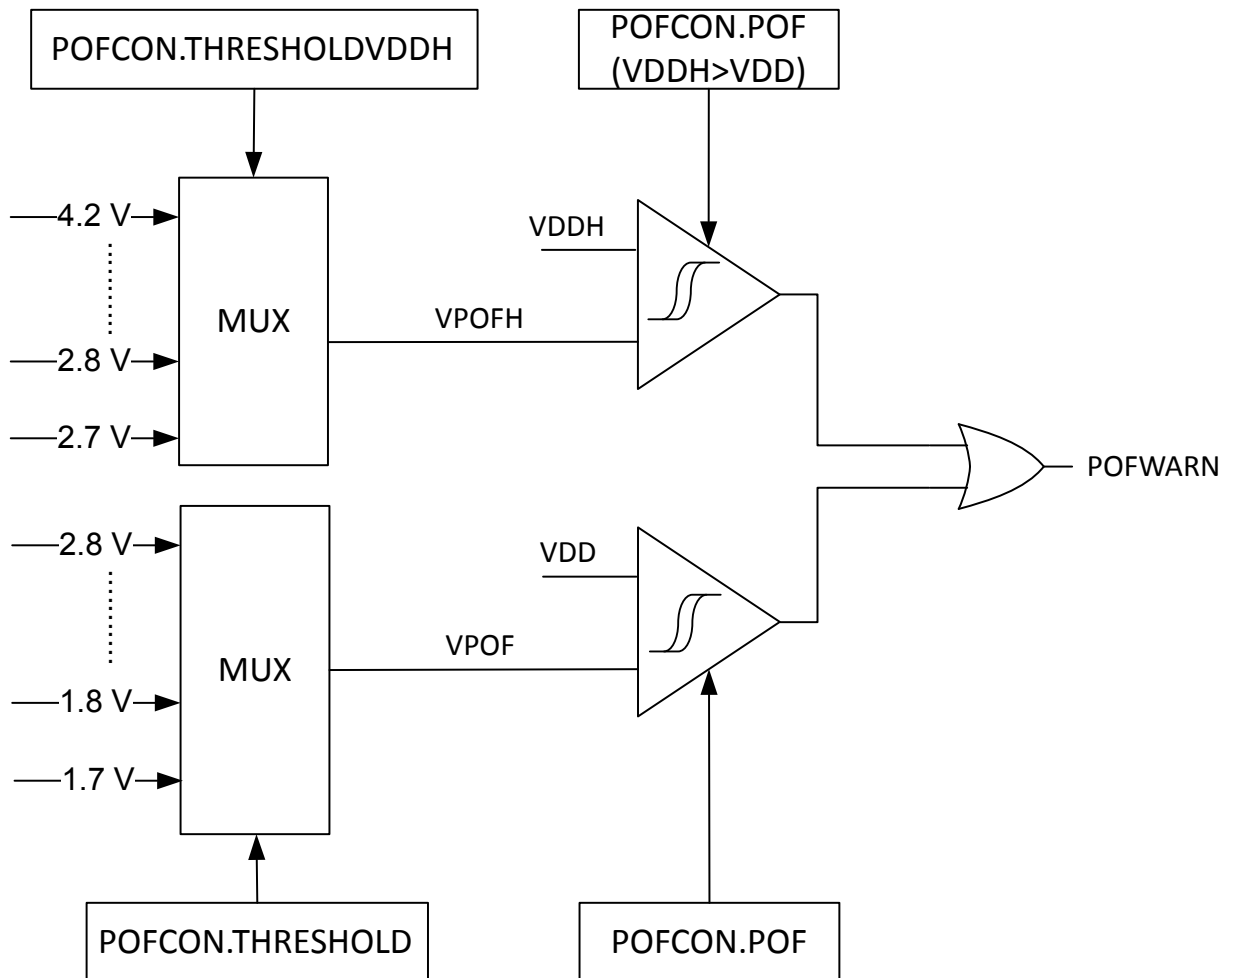 POFCON.THRESHOLDVDDH
POFCON.POF
(VDDH>VDD)
4.2 V
2.8 V
2.7 V
MUX
VDDH
VPOFH
POFWARN
2.8 V
1.8 V
1.7 V
MUX
VDD
VPOF
POFCON.THRESHOLD
POFCON.POF